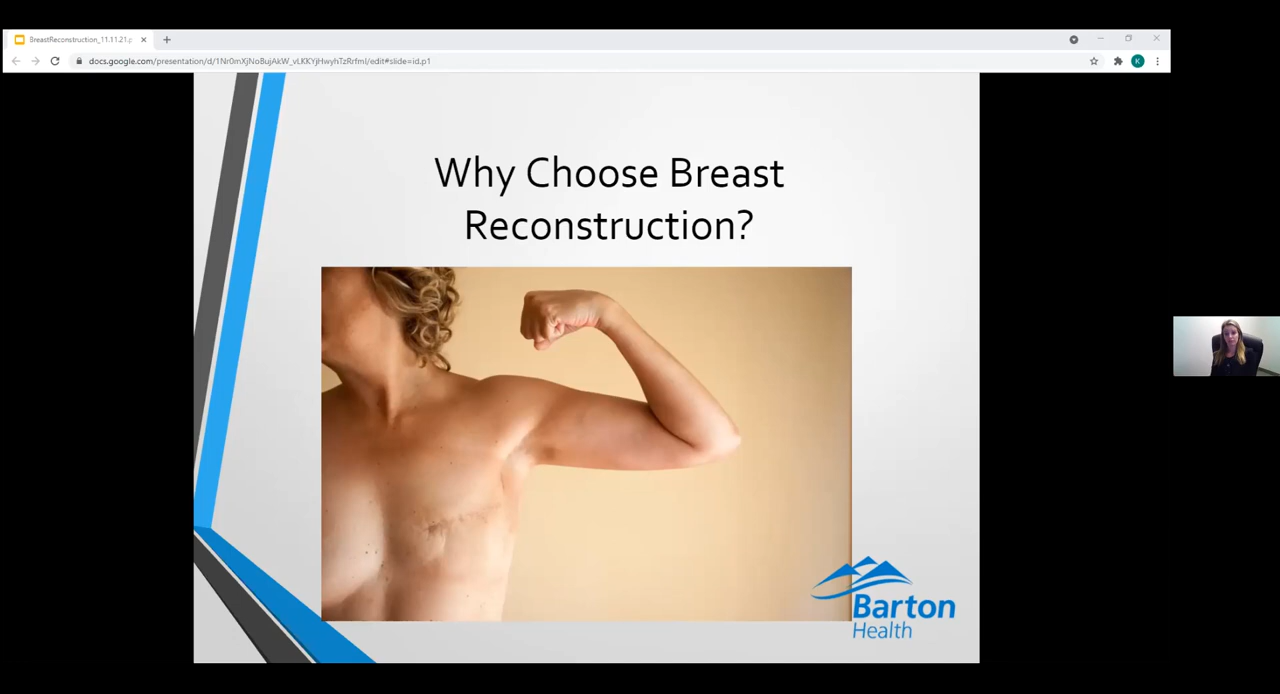 BreastReconstruction_11.11.21.p
docs.google.com/presentation/d/1Nr0mXjNoBujAkW_vLKKYjHwyhTzRrfml/edit#slide=id.p1
K
Why Choose Breast
Reconstruction?
Barton
Health